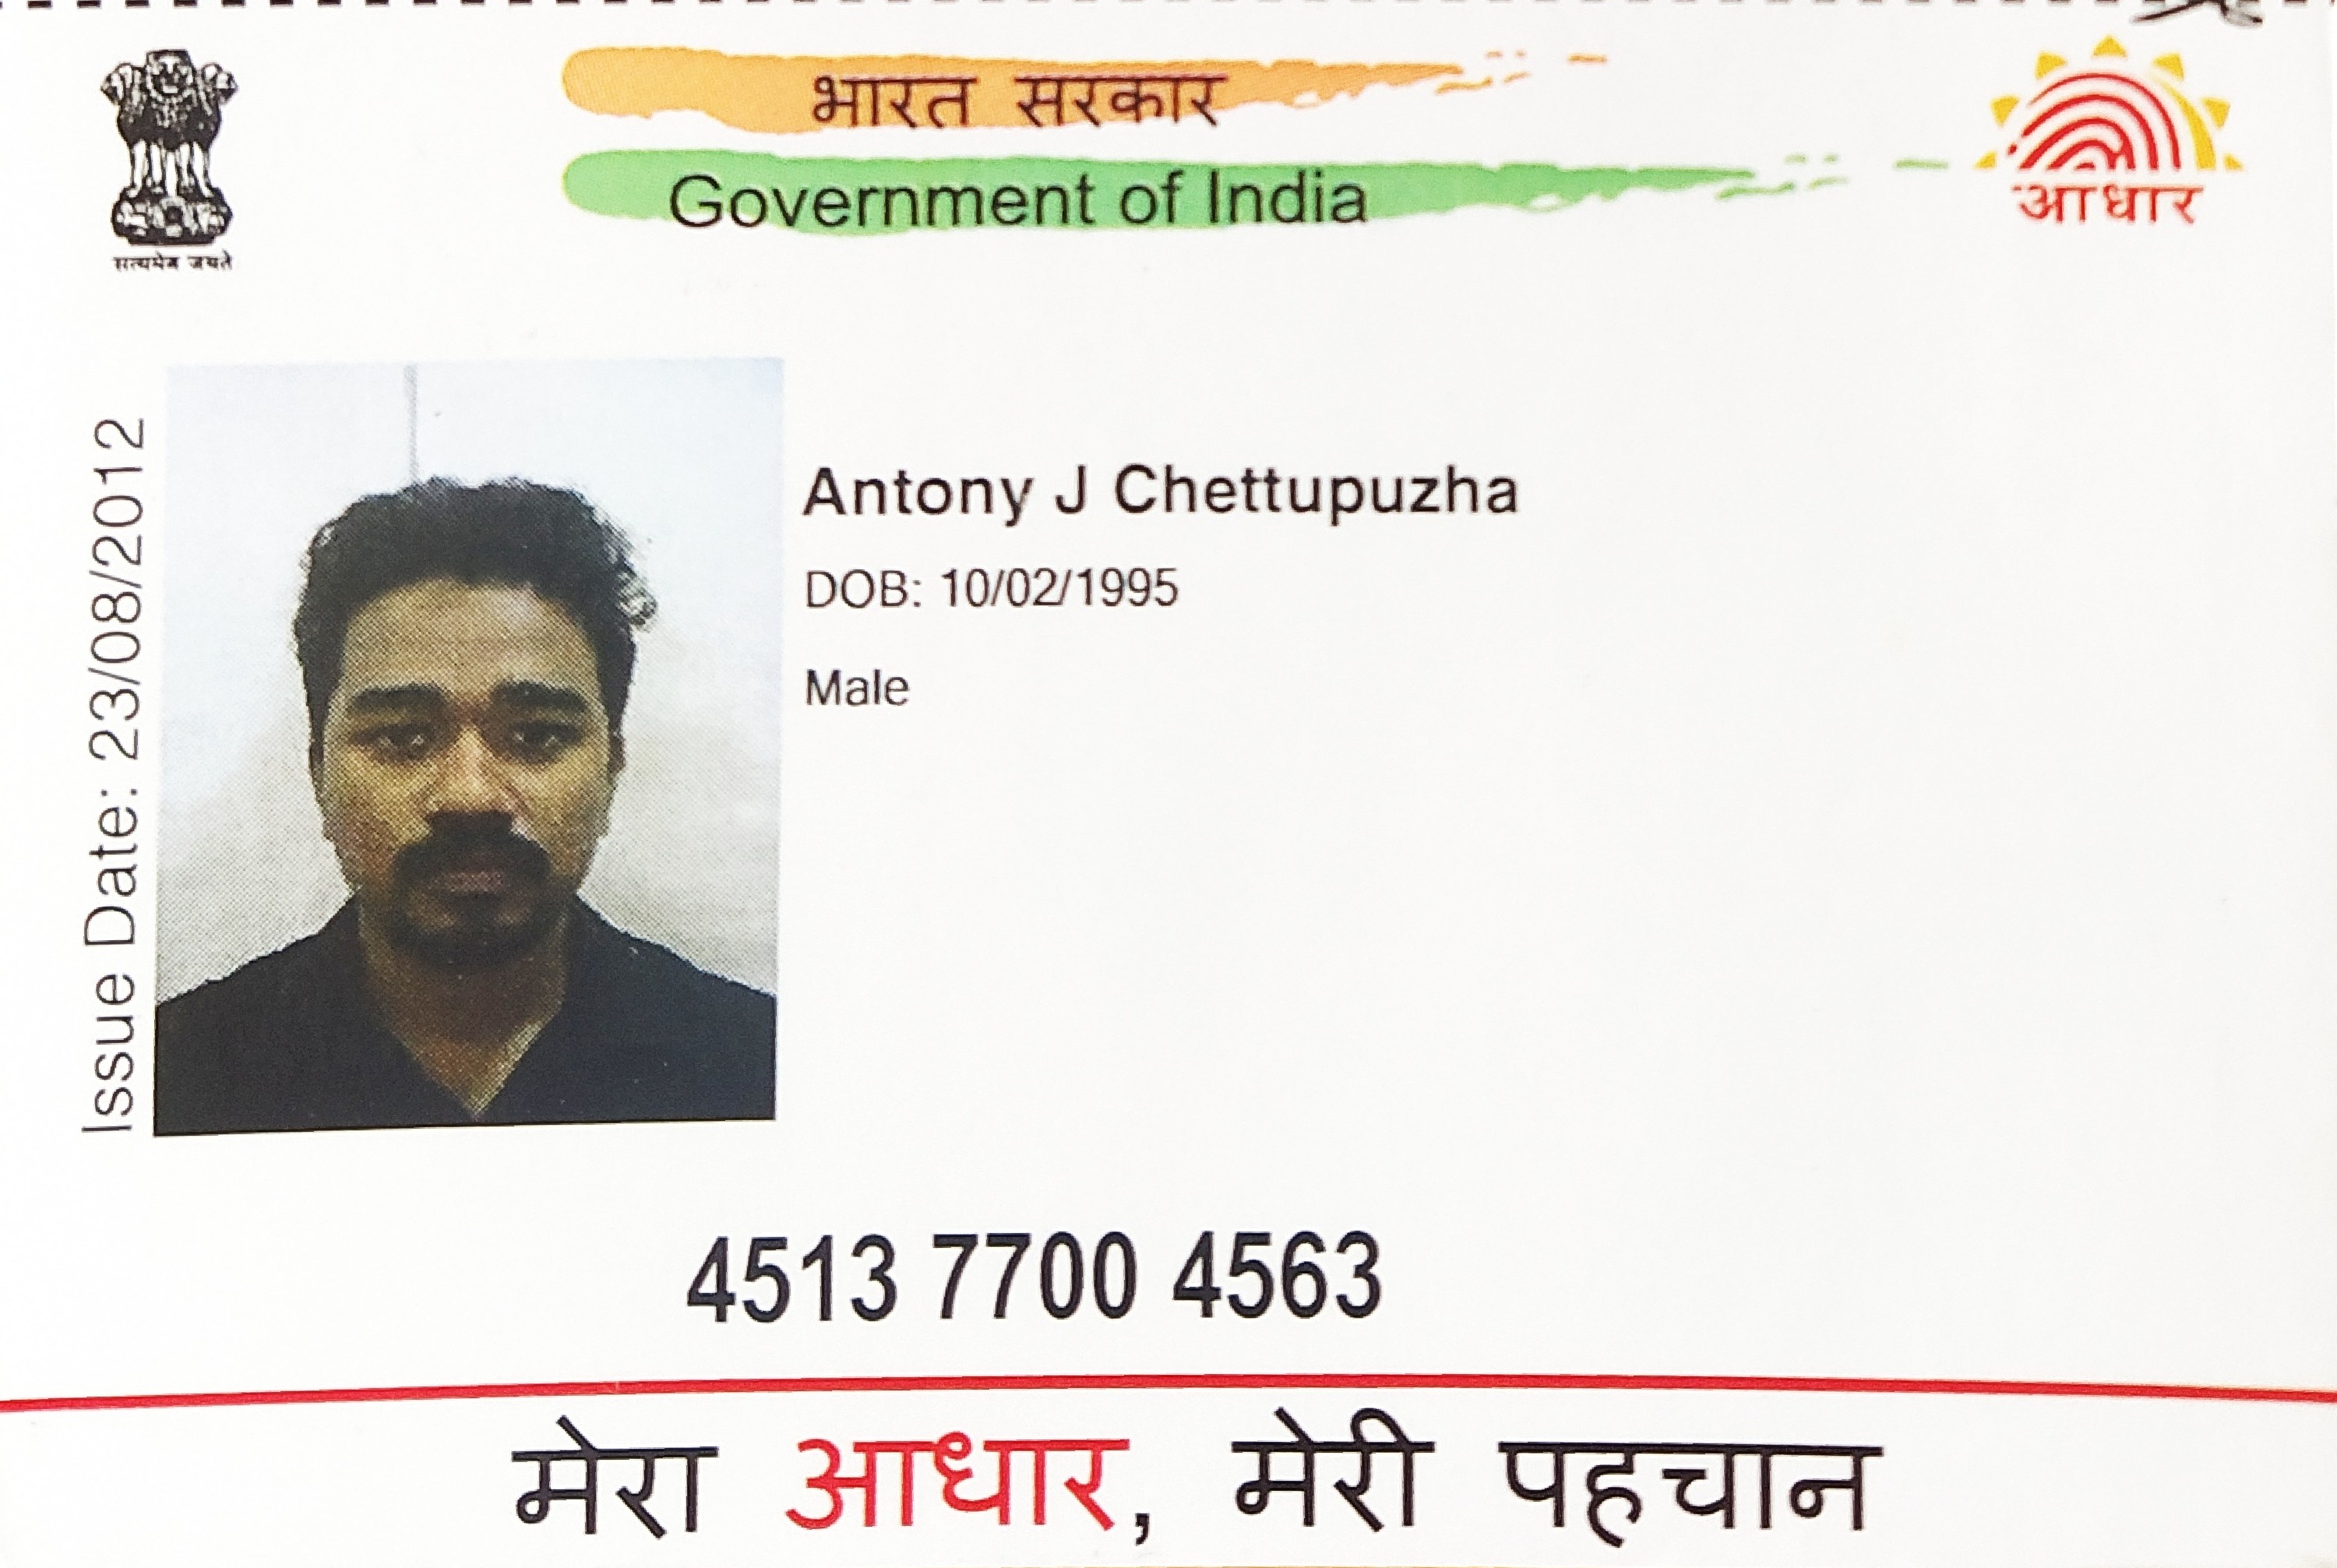 भारत सरकार
Government of India
आधार
सत्यमेव जयते
Issue Date: 23/08/2012
Antony J Chettupuzha
DOB: 10/02/1995
Male
4513 7700 4563
मेरा आधार, मेरी पहचान